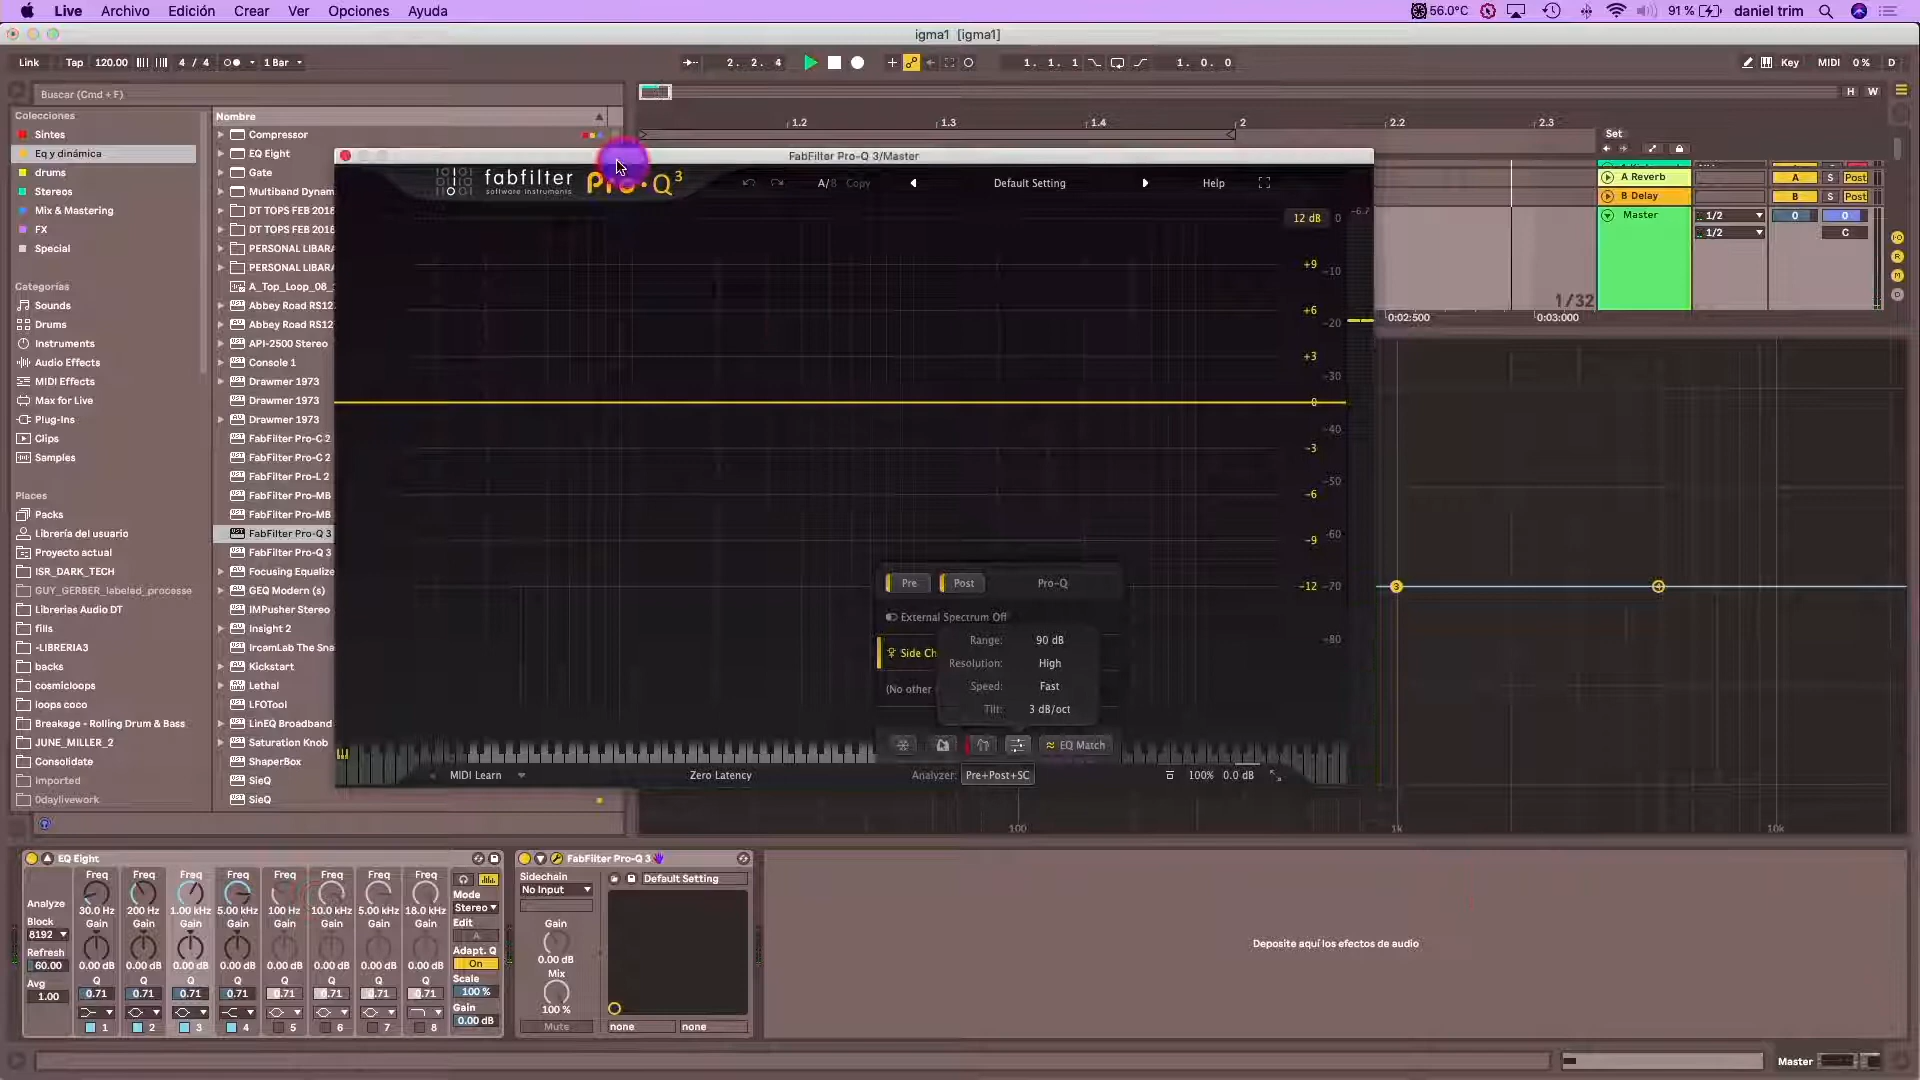 Live Archivo Edición Crear Ver Opciones Ayuda 56.0°C 91 % daniel trim
igma1 [igma1]
Link Tap 120.00 4 / 4 1 Bar 2. 2. 4 1. 1. 1 1. 0. 0 Key MIDI 0 % D
Buscar (Cmd + F) H W
Colecciones
Sintes
Eq y dinámica
drums
Stereos
Mix & Mastering
FX
Special
Categorías
Sounds
Drums
Instruments
Audio Effects
MIDI Effects
Max for Live
Plug-Ins
Clips
Samples
Places
Packs
Librería del usuario
Proyecto actual
ISR_DARK_TECH
GUY_GERBER_labeled_processe
Librerias Audio DT
fills
-LIBRERIA3
backs
cosmicloops
loops coco
Breakage - Rolling Drum & Bass
JUNE_MILLER_2
Consolidate
imported
0daylivework
Nombre
Compressor
EQ Eight
Gate
Multiband Dynam
DT TOPS FEB 2018
DT TOPS FEB 2018
PERSONAL LIBARA
PERSONAL LIBARA
A_Top_Loop_08_
Abbey Road RS12
Abbey Road RS12
API-2500 Stereo
Console 1
Drawmer 1973
Drawmer 1973
Drawmer 1973
FabFilter Pro-C 2
FabFilter Pro-C 2
FabFilter Pro-L 2
FabFilter Pro-MB
FabFilter Pro-MB
FabFilter Pro-Q 3
FabFilter Pro-Q 3
Focusing Equalize
GEQ Modern (s)
IMPusher Stereo
Insight 2
IrcamLab The Sna
Kickstart
Lethal
LFOTool
LinEQ Broadband
Saturation Knob
ShaperBox
SieQ
SieQ
1.2 1.3 1.4 2 2.2 2.3
Set
A Reverb A S Post
B Delay B S Post
Master 1/2 0 0
1/2 C
1/32
0:02:500 0:03:000
FabFilter Pro-Q 3/Master
fabfilter
software instruments
Pro·Q3
A/B Copy Default Setting Help
12 dB 0 -6.7
+9 -10
+6 -20
+3 -30
0 -40
-3 -50
-6 -60
-9
-12 -70
-80
Pre Post Pro-Q
External Spectrum Off
Side Ch
(No other
Range: 90 dB
Resolution: High
Speed: Fast
Tilt: 3 dB/oct
EQ Match
MIDI Learn Zero Latency Analyzer: Pre+Post+SC 100% 0.0 dB
3 4
100 1k 10k
EQ Eight
Analyze
Block
8192
Refresh
60.00
Avg
1.00
Freq Freq Freq Freq Freq Freq Freq Freq
30.0 Hz 200 Hz 1.00 kHz 5.00 kHz 100 Hz 10.0 kHz 5.00 kHz 18.0 kHz
Gain Gain Gain Gain Gain Gain Gain Gain
0.00 dB 0.00 dB 0.00 dB 0.00 dB 0.00 dB 0.00 dB 0.00 dB 0.00 dB
Q Q Q Q Q Q Q Q
0.71 0.71 0.71 0.71 0.71 0.71 0.71 0.71
1 2 3 4 5 6 7 8
Mode
Stereo
Edit
A
Adapt. Q
On
Scale
100 %
Gain
0.00 dB
FabFilter Pro-Q 3
Sidechain
No Input
Default Setting
Gain
0.00 dB
Mix
100 %
Mute
none none
Deposite aquí los efectos de audio
Master